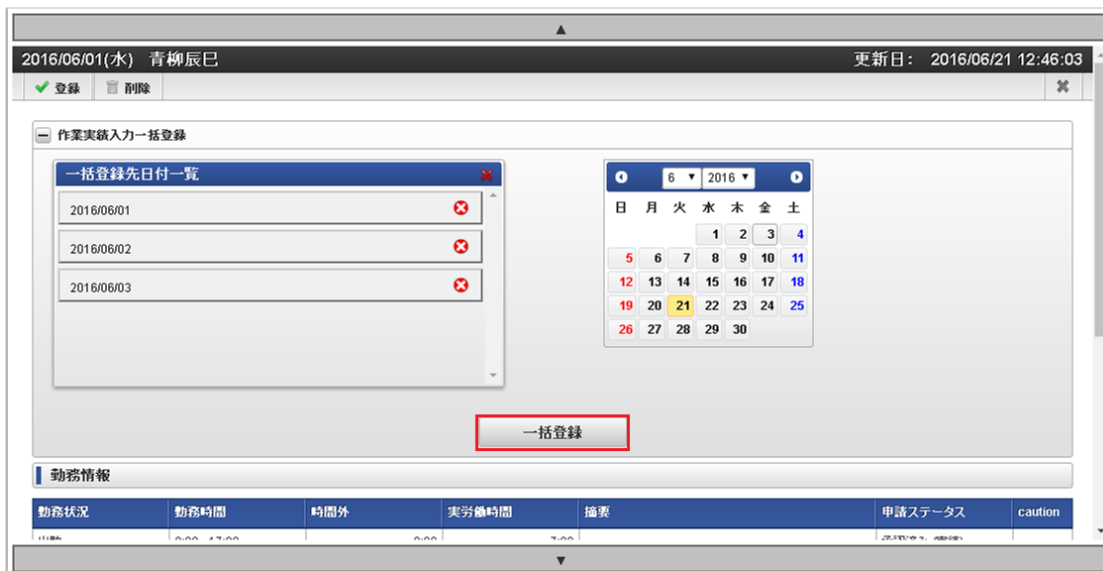 ▲
2016/06/01(水) 青柳辰巳 更新日: 2016/06/21 12:46:03
登録 削除
作業実績入力一括登録
一括登録先日付一覧
2016/06/01
2016/06/02
2016/06/03
6 ▼ 2016 ▼
日 月 火 水 木 金 土
1 2 3 4
5 6 7 8 9 10 11
12 13 14 15 16 17 18
19 20 21 22 23 24 25
26 27 28 29 30
一括登録
勤務情報
勤務状況 勤務時間 時間外 実労働時間 摘要 申請ステータス caution
▼